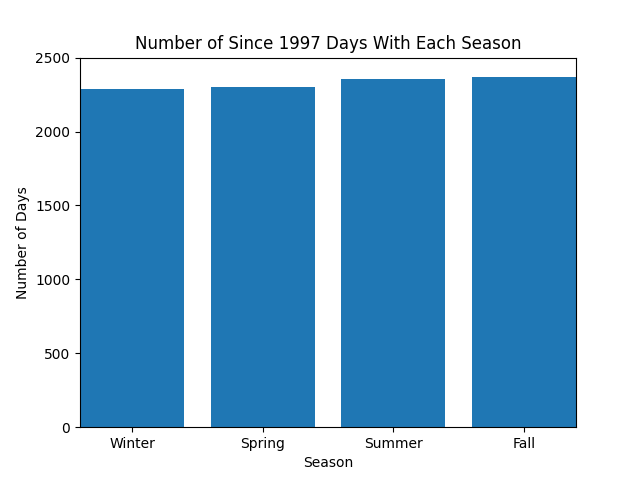 Number of Since 1997 Days With Each Season
2500
2000
1500
1000
500
0
Number of Days
Winter Spring Summer Fall
Season